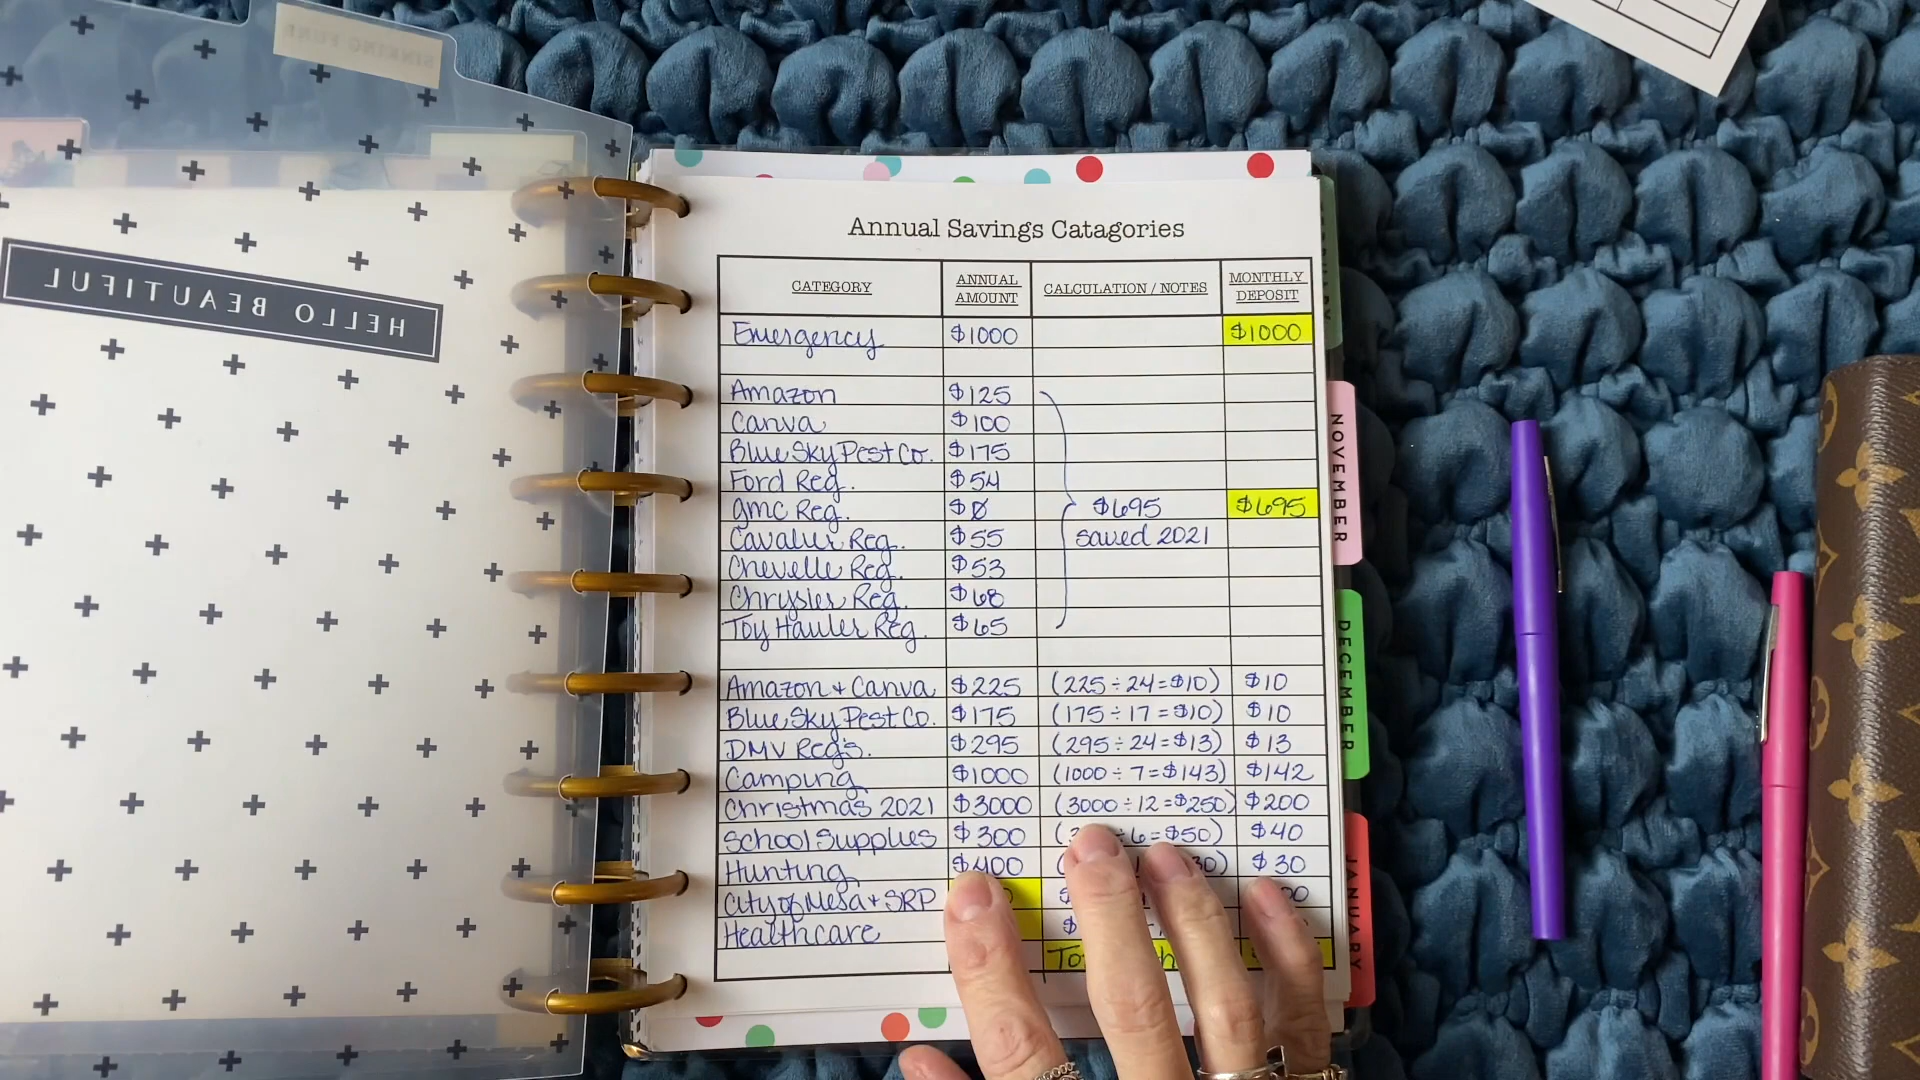 SINKING FUND
HELLO BEAUTIFUL
Annual Savings Catagories
CATEGORY ANNUAL AMOUNT CALCULATION / NOTES MONTHLY DEPOSIT
Emergency $1000 $1000
Amazon $125
Canva $100
Blue Sky Pest Co. $175
Ford Reg. $54
gmc Reg. $0 $695 $695
Cavalier Reg. $55 saved 2021
Chevelle Reg. $53
Chrysler Reg. $68
Toy Hauler Reg. $65
Amazon + Canva $225 (225 ÷ 24 = $10) $10
Blue Sky Pest Co. $175 (175 ÷ 17 = $10) $10
DMV Reg's. $295 (295 ÷ 24 = $13) $13
Camping $1000 (1000 ÷ 7 = $143) $142
Christmas 2021 $3000 (3000 ÷ 12 = $250) $200
School Supplies $300 ÷ 6 = $50) $40
Hunting $400 30) $30
City of Mesa + SRP
Healthcare
NOVEMBER
DECEMBER
JANUARY